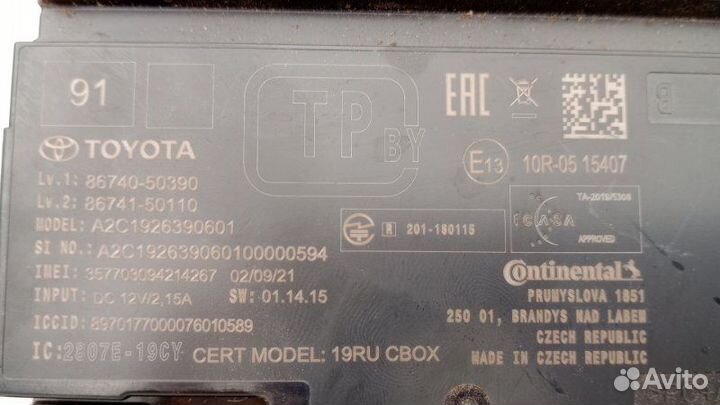 91
TP BY
EAC
TOYOTA
Lv.1: 86740-50390
Lv.2: 86741-50110
MODEL: A2C1926390601
SI NO.: A2C192639060100000594
IMEI: 357703094214267 02/09/21
INPUT: DC 12V/2,15A SW: 01.14.15
ICCID: 8970177000076010589
IC: 2807E-19CY CERT MODEL: 19RU CBOX
E13 10R-05 15407
R 201-180115
TA-2019/5308
ICASA
APPROVED
Continental
PRUMYSLOVA 1851
250 01, BRANDYS NAD LABEM
CZECH REPUBLIC
MADE IN CZECH REPUBLIC
Avito